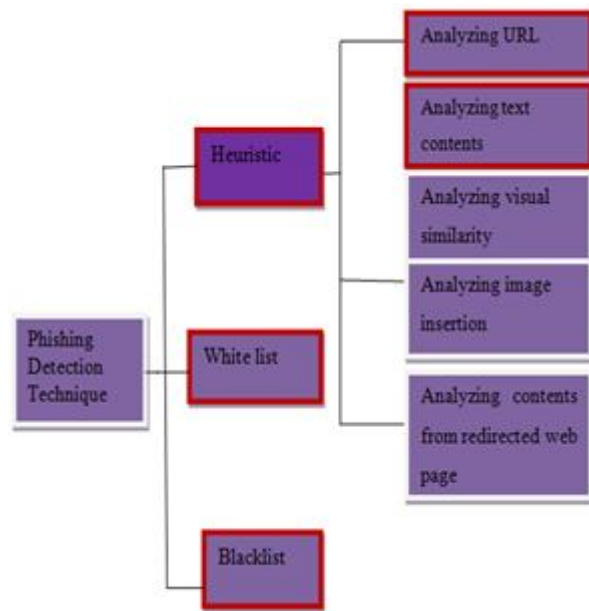 Analyzing URL
Analyzing text
contents
Heuristic
Analyzing visual
similarity
Analyzing image
insertion
Phishing
Detection
Technique
White list
Analyzing contents
from redirected web
page
Blacklist